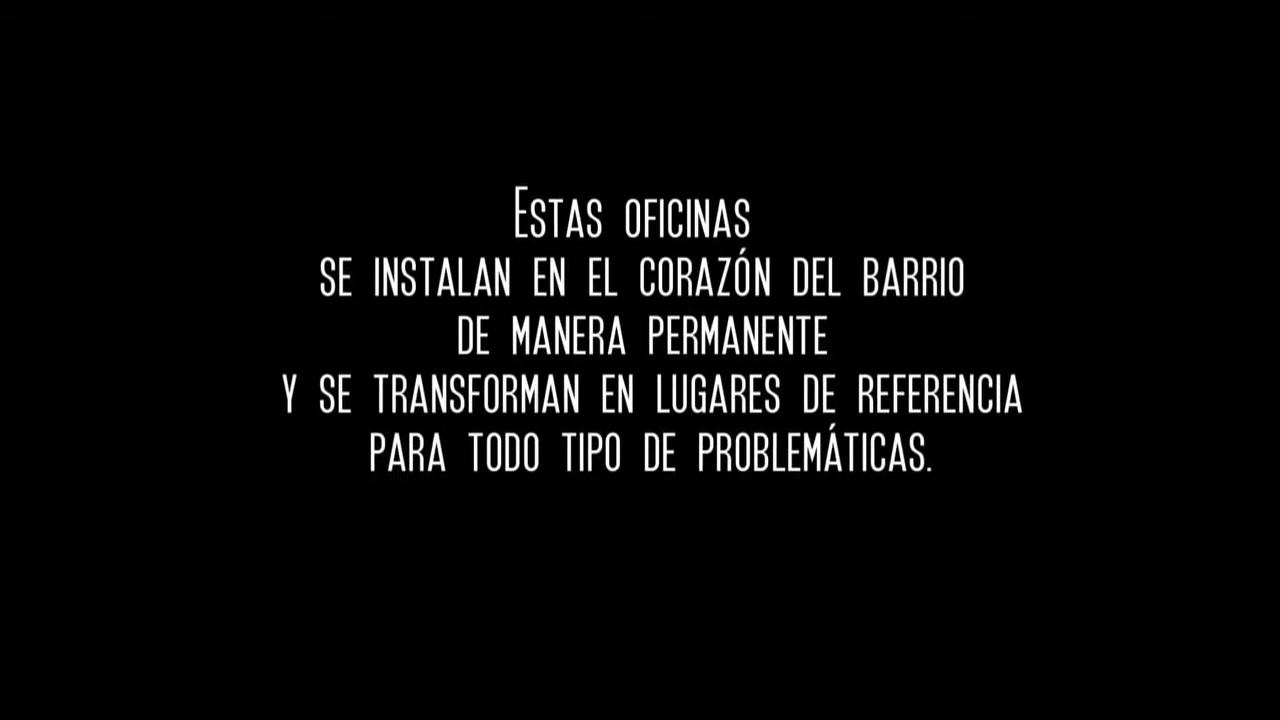 Estas oficinas
se instalan en el corazón del barrio
de manera permanente
y se transforman en lugares de referencia
para todo tipo de problemáticas.